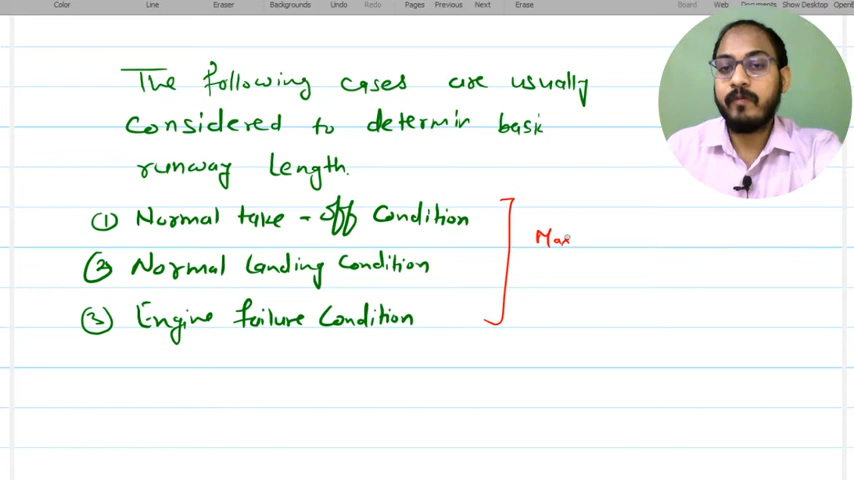 Color Line Eraser Backgrounds Undo Redo Pages Previous Next Erase Board Web Documents Show Desktop
The following cases are usually
considered to determin basic
runway length.
① Normal take-off Condition
② Normal landing Condition
③ Engine failure Condition
Max